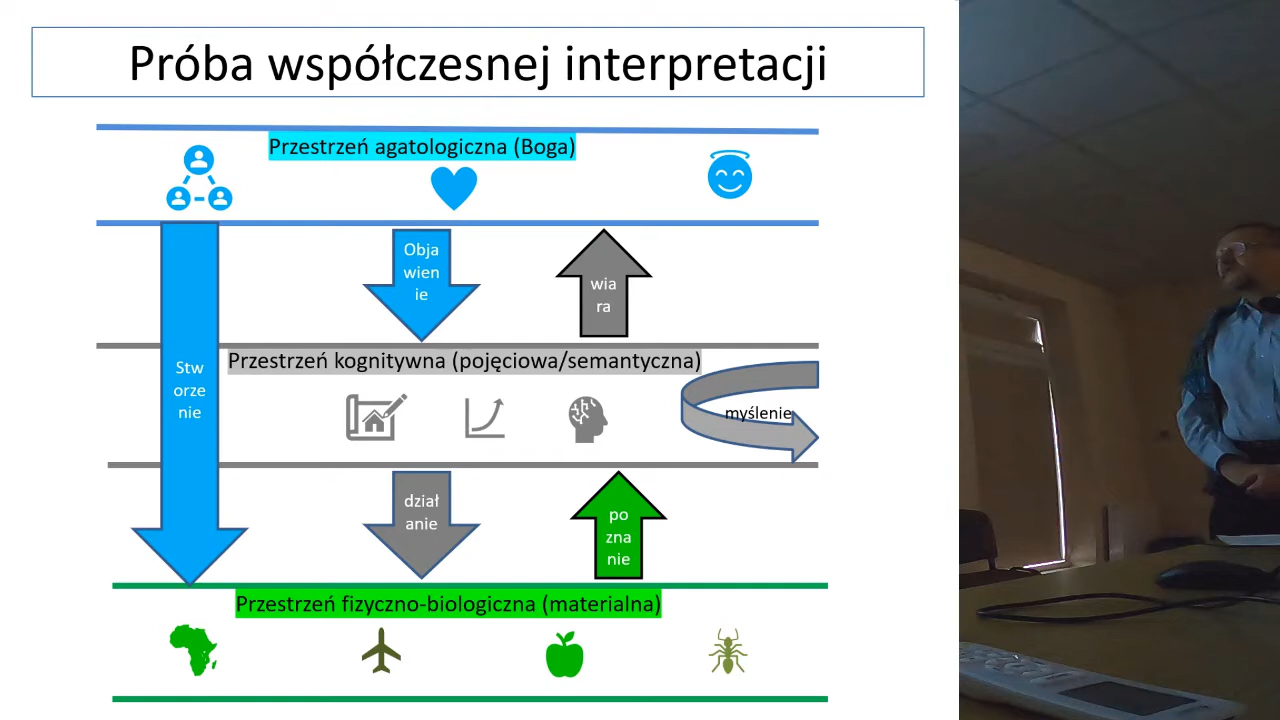 Próba współczesnej interpretacji
Przestrzeń agatologiczna (Boga)
Obja
wien
ie
wia
ra
Stw
orze
nie
Przestrzeń kognitywna (pojęciowa/semantyczna)
myślenie
dział
anie
po
zna
nie
Przestrzeń fizyczno-biologiczna (materialna)